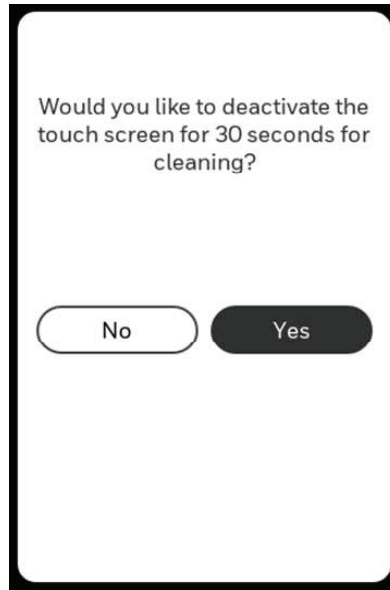 Would you like to deactivate the
touch screen for 30 seconds for
cleaning?
No
Yes